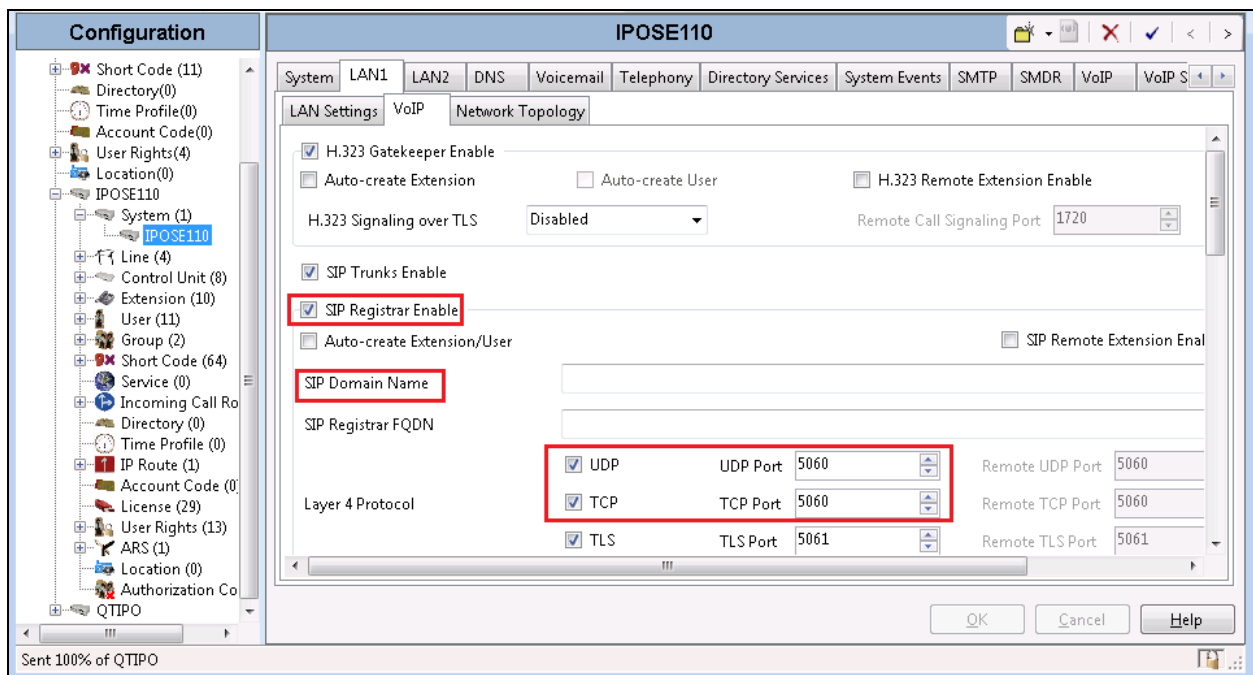 Configuration
IPOSE110
Short Code (11)
Directory(0)
Time Profile(0)
Account Code(0)
User Rights(4)
Location(0)
IPOSE110
System (1)
IPOSE110
Line (4)
Control Unit (8)
Extension (10)
User (11)
Group (2)
Short Code (64)
Service (0)
Incoming Call Ro
Directory (0)
Time Profile (0)
IP Route (1)
Account Code (0
License (29)
User Rights (13)
ARS (1)
Location (0)
Authorization Co
QTIPO
System LAN1 LAN2 DNS Voicemail Telephony Directory Services System Events SMTP SMDR VoIP VoIP S
LAN Settings VoIP Network Topology
H.323 Gatekeeper Enable
Auto-create Extension Auto-create User H.323 Remote Extension Enable
H.323 Signaling over TLS Disabled Remote Call Signaling Port 1720
SIP Trunks Enable
SIP Registrar Enable
Auto-create Extension/User SIP Remote Extension Enal
SIP Domain Name
SIP Registrar FQDN
UDP UDP Port 5060 Remote UDP Port 5060
Layer 4 Protocol TCP TCP Port 5060 Remote TCP Port 5060
TLS TLS Port 5061 Remote TLS Port 5061
OK Cancel Help
Sent 100% of QTIPO